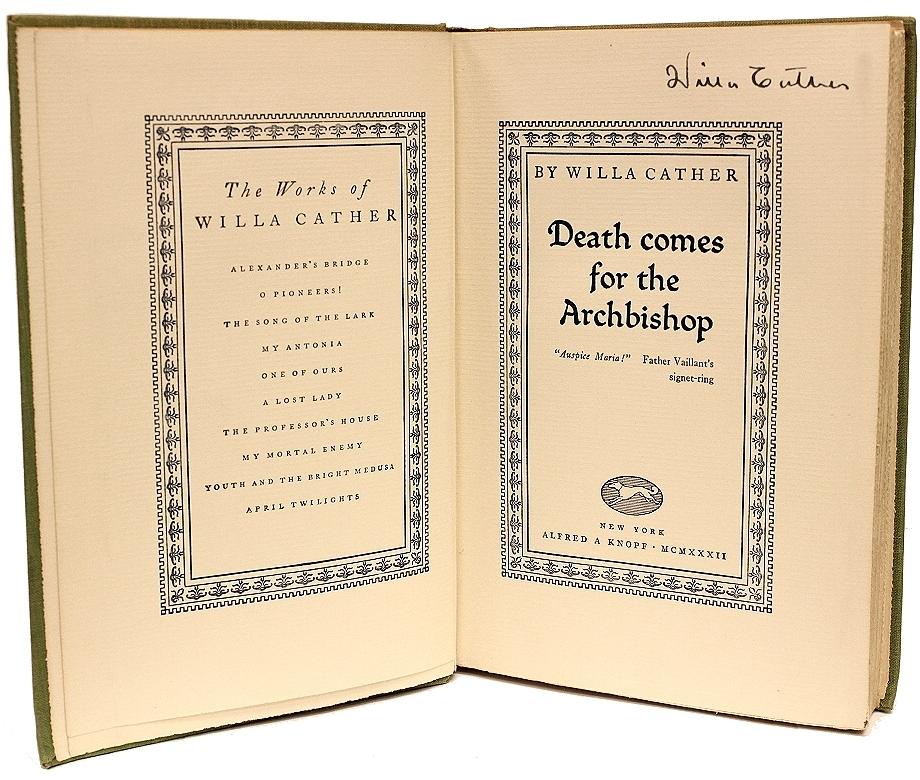 The Works of
WILLA CATHER
ALEXANDER'S BRIDGE
O PIONEERS!
THE SONG OF THE LARK
MY ANTONIA
ONE OF OURS
A LOST LADY
THE PROFESSOR'S HOUSE
MY MORTAL ENEMY
YOUTH AND THE BRIGHT MEDUSA
APRIL TWILIGHTS
Willa Cather
BY WILLA CATHER
Death comes
for the
Archbishop
"Auspice Maria!" Father Vaillant's
signet-ring
NEW YORK
ALFRED A KNOPF · MCMXXXII